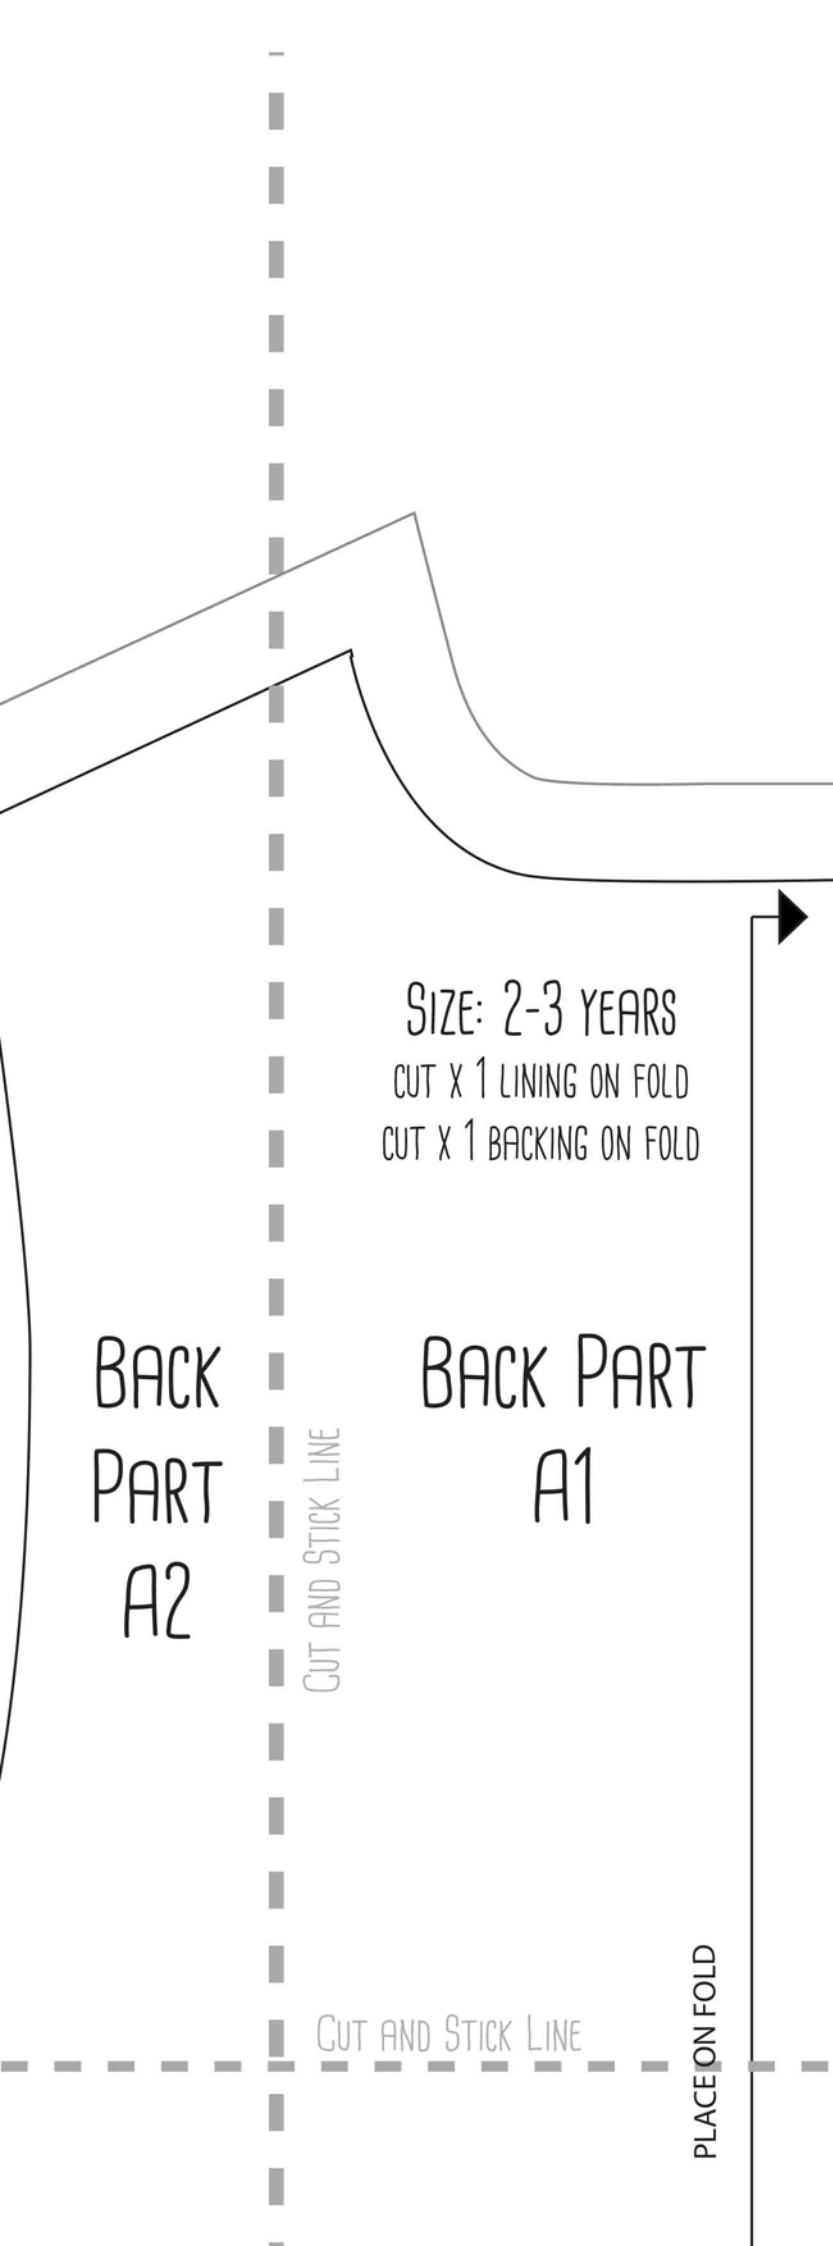 Size: 2-3 years
cut x 1 lining on fold
cut x 1 backing on fold
Back
Part
A2
Back Part
A1
Cut and Stick Line
Cut and Stick Line
PLACE ON FOLD